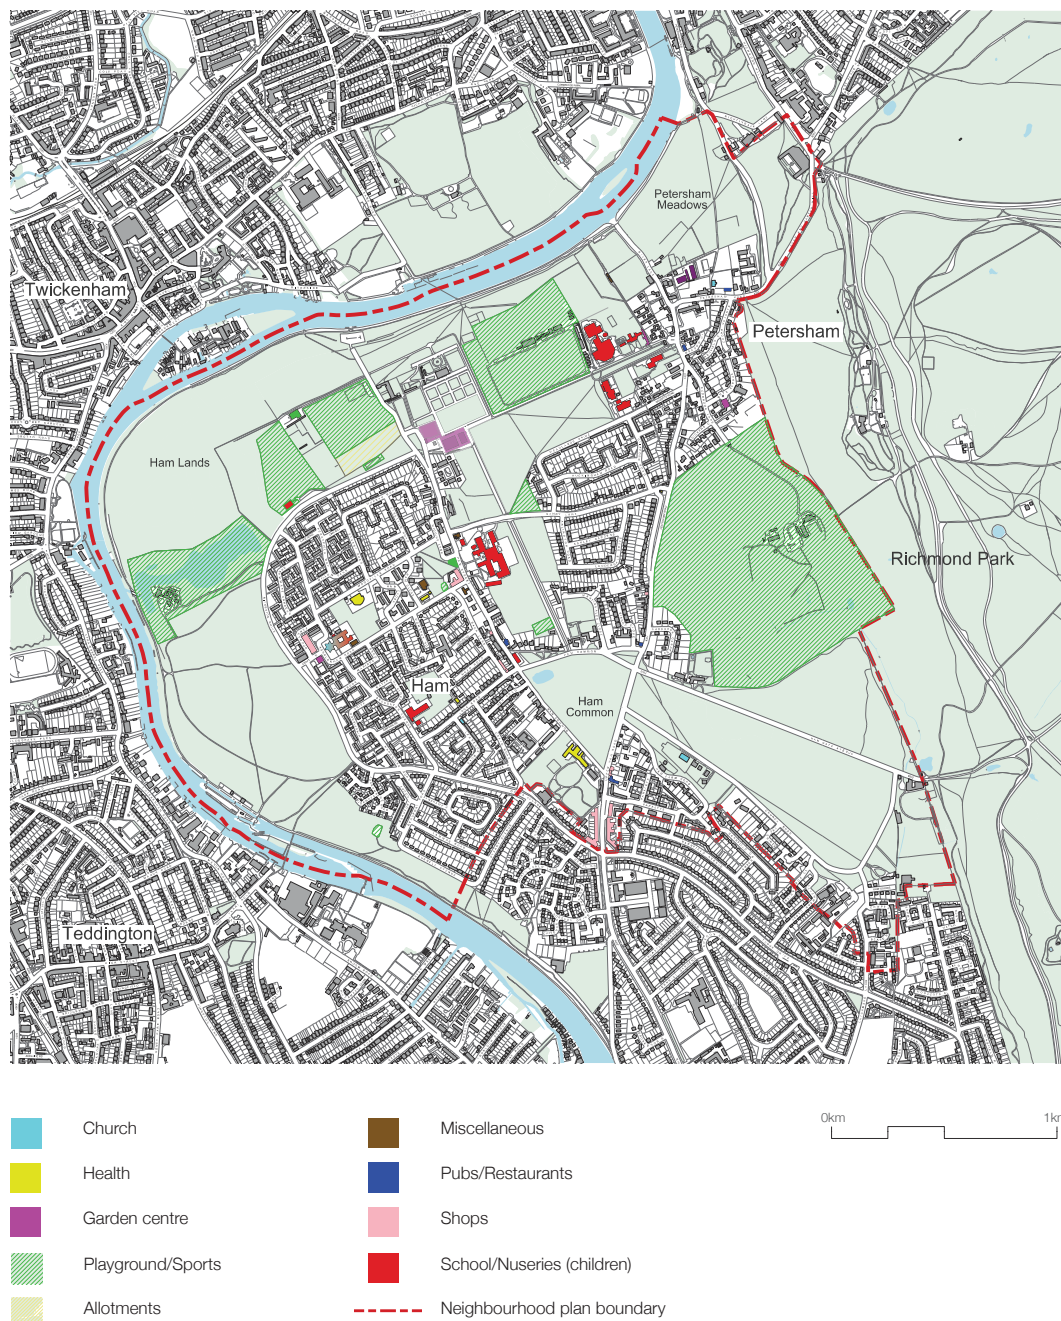 Petersham
Meadows
Twickenham
Petersham
Ham Lands
Richmond Park
Ham
Ham
Common
Teddington
0km
1km
Church
Miscellaneous
Health
Pubs/Restaurants
Garden centre
Shops
Playground/Sports
School/Nuseries (children)
Allotments
Neighbourhood plan boundary